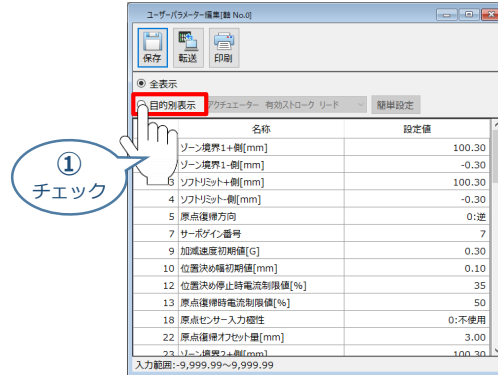 ユーザーパラメーター編集[軸 No.0]
保存 転送 印刷
全表示
目的別表示 アクチュエーター 有効ストローク リード 簡単設定
名称 設定値
ゾーン境界1+側[mm] 100.30
ゾーン境界1-側[mm] -0.30
3 ソフトリミット+側[mm] 100.30
4 ソフトリミット-側[mm] -0.30
5 原点復帰方向 0:逆
7 サーボゲイン番号 7
9 加減速度初期値[G] 0.30
10 位置決め幅初期値[mm] 0.10
12 位置決め停止時電流制限値[%] 35
13 原点復帰時電流制限値[%] 50
18 原点センサー入力極性 0:不使用
22 原点復帰オフセット量[mm] 3.00
23 ゾーン境界2+側[mm] 100.30
入力範囲:-9,999.99～9,999.99
①
チェック